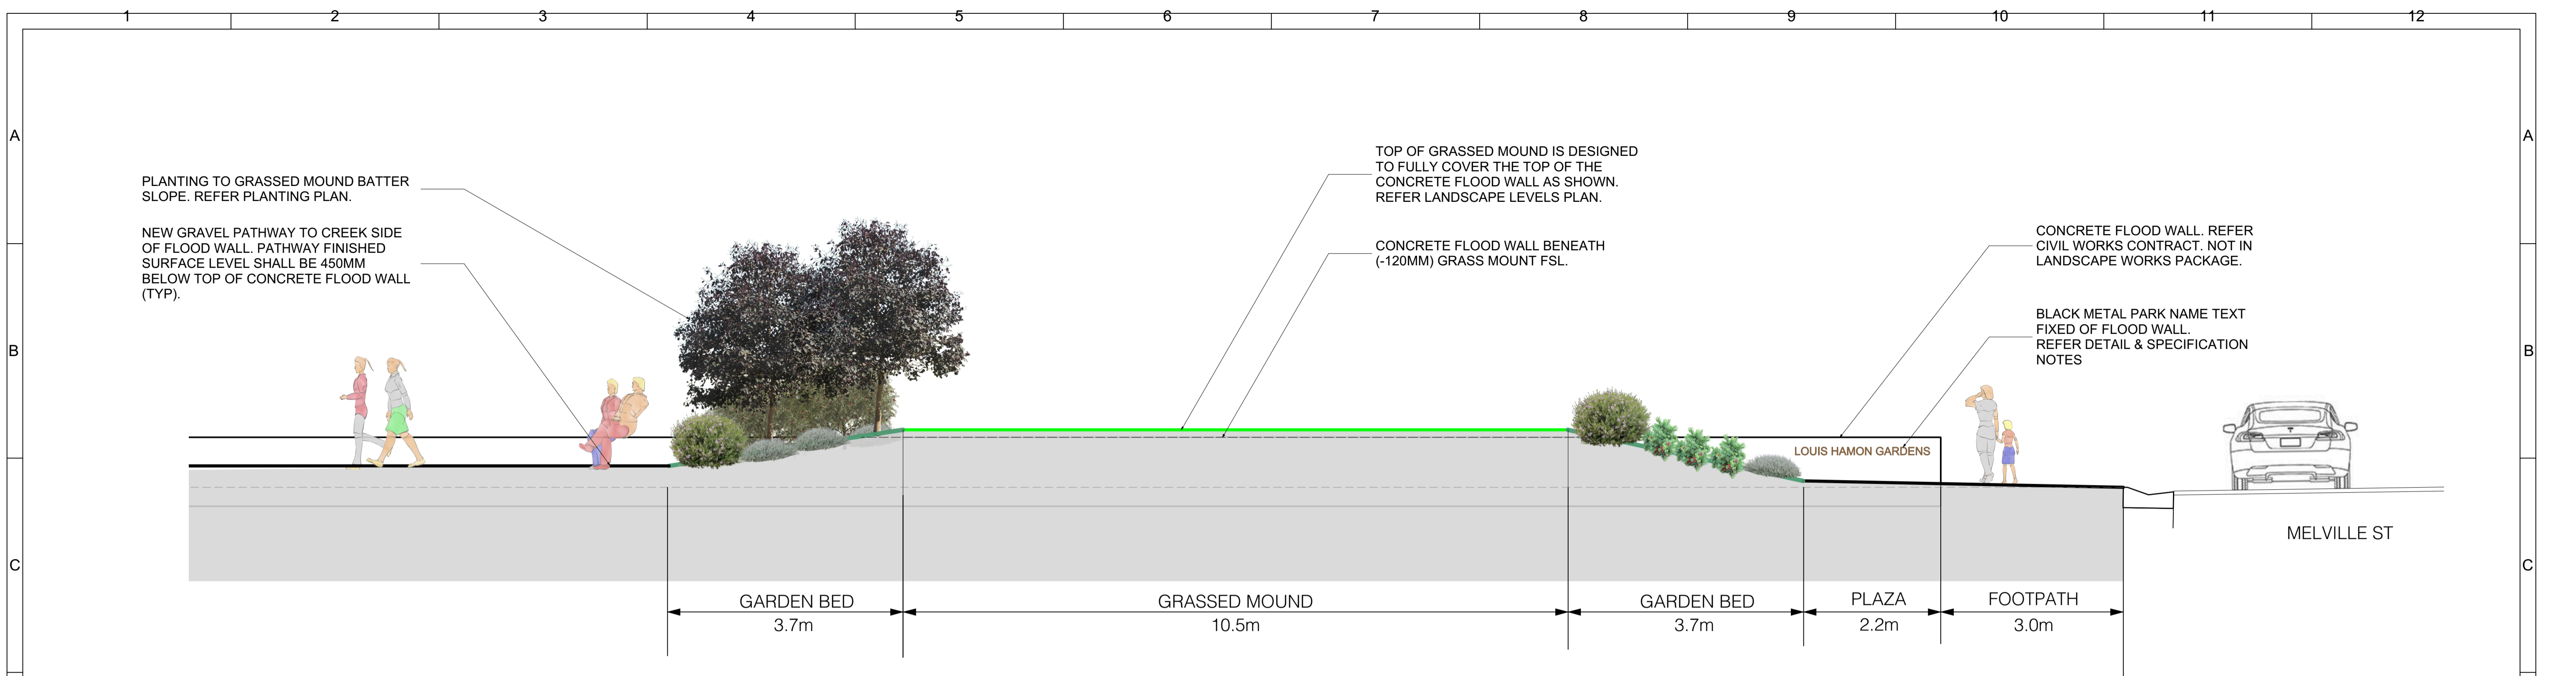 1 2 3 4 5 6 7 8 9 10 11 12
A A
PLANTING TO GRASSED MOUND BATTER
SLOPE. REFER PLANTING PLAN.
NEW GRAVEL PATHWAY TO CREEK SIDE
OF FLOOD WALL. PATHWAY FINISHED
SURFACE LEVEL SHALL BE 450MM
BELOW TOP OF CONCRETE FLOOD WALL
(TYP).
TOP OF GRASSED MOUND IS DESIGNED
TO FULLY COVER THE TOP OF THE
CONCRETE FLOOD WALL AS SHOWN.
REFER LANDSCAPE LEVELS PLAN.
CONCRETE FLOOD WALL BENEATH
(-120MM) GRASS MOUNT FSL.
CONCRETE FLOOD WALL. REFER
CIVIL WORKS CONTRACT. NOT IN
LANDSCAPE WORKS PACKAGE.
BLACK METAL PARK NAME TEXT
FIXED OF FLOOD WALL.
REFER DETAIL & SPECIFICATION
NOTES
B B
LOUIS HAMON GARDENS
MELVILLE ST
C C
GARDEN BED GRASSED MOUND GARDEN BED PLAZA FOOTPATH
3.7m 10.5m 3.7m 2.2m 3.0m